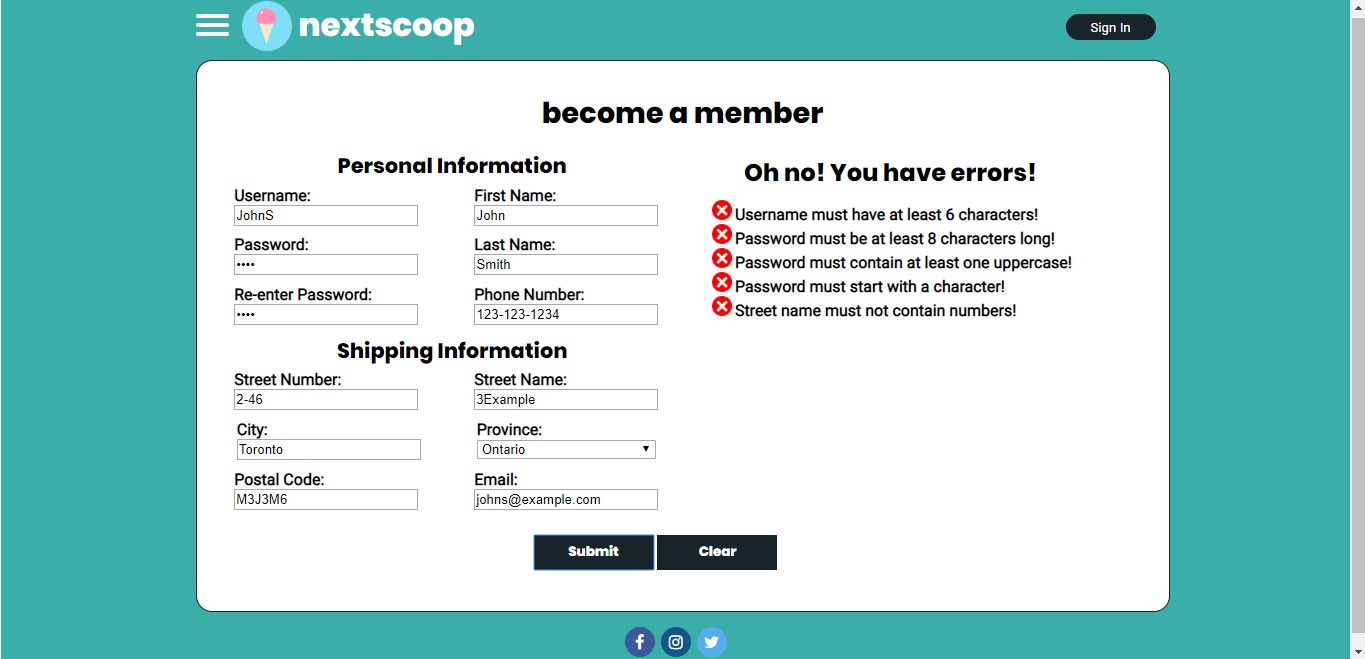 nextscoop
Sign In
become a member
Personal Information
Username:
JohnS
First Name:
John
Password:
••••
Last Name:
Smith
Re-enter Password:
••••
Phone Number:
123-123-1234
Shipping Information
Street Number:
2-46
Street Name:
3Example
City:
Toronto
Province:
Ontario
Postal Code:
M3J3M6
Email:
johns@example.com
Oh no! You have errors!
Username must have at least 6 characters!
Password must be at least 8 characters long!
Password must contain at least one uppercase!
Password must start with a character!
Street name must not contain numbers!
Submit
Clear